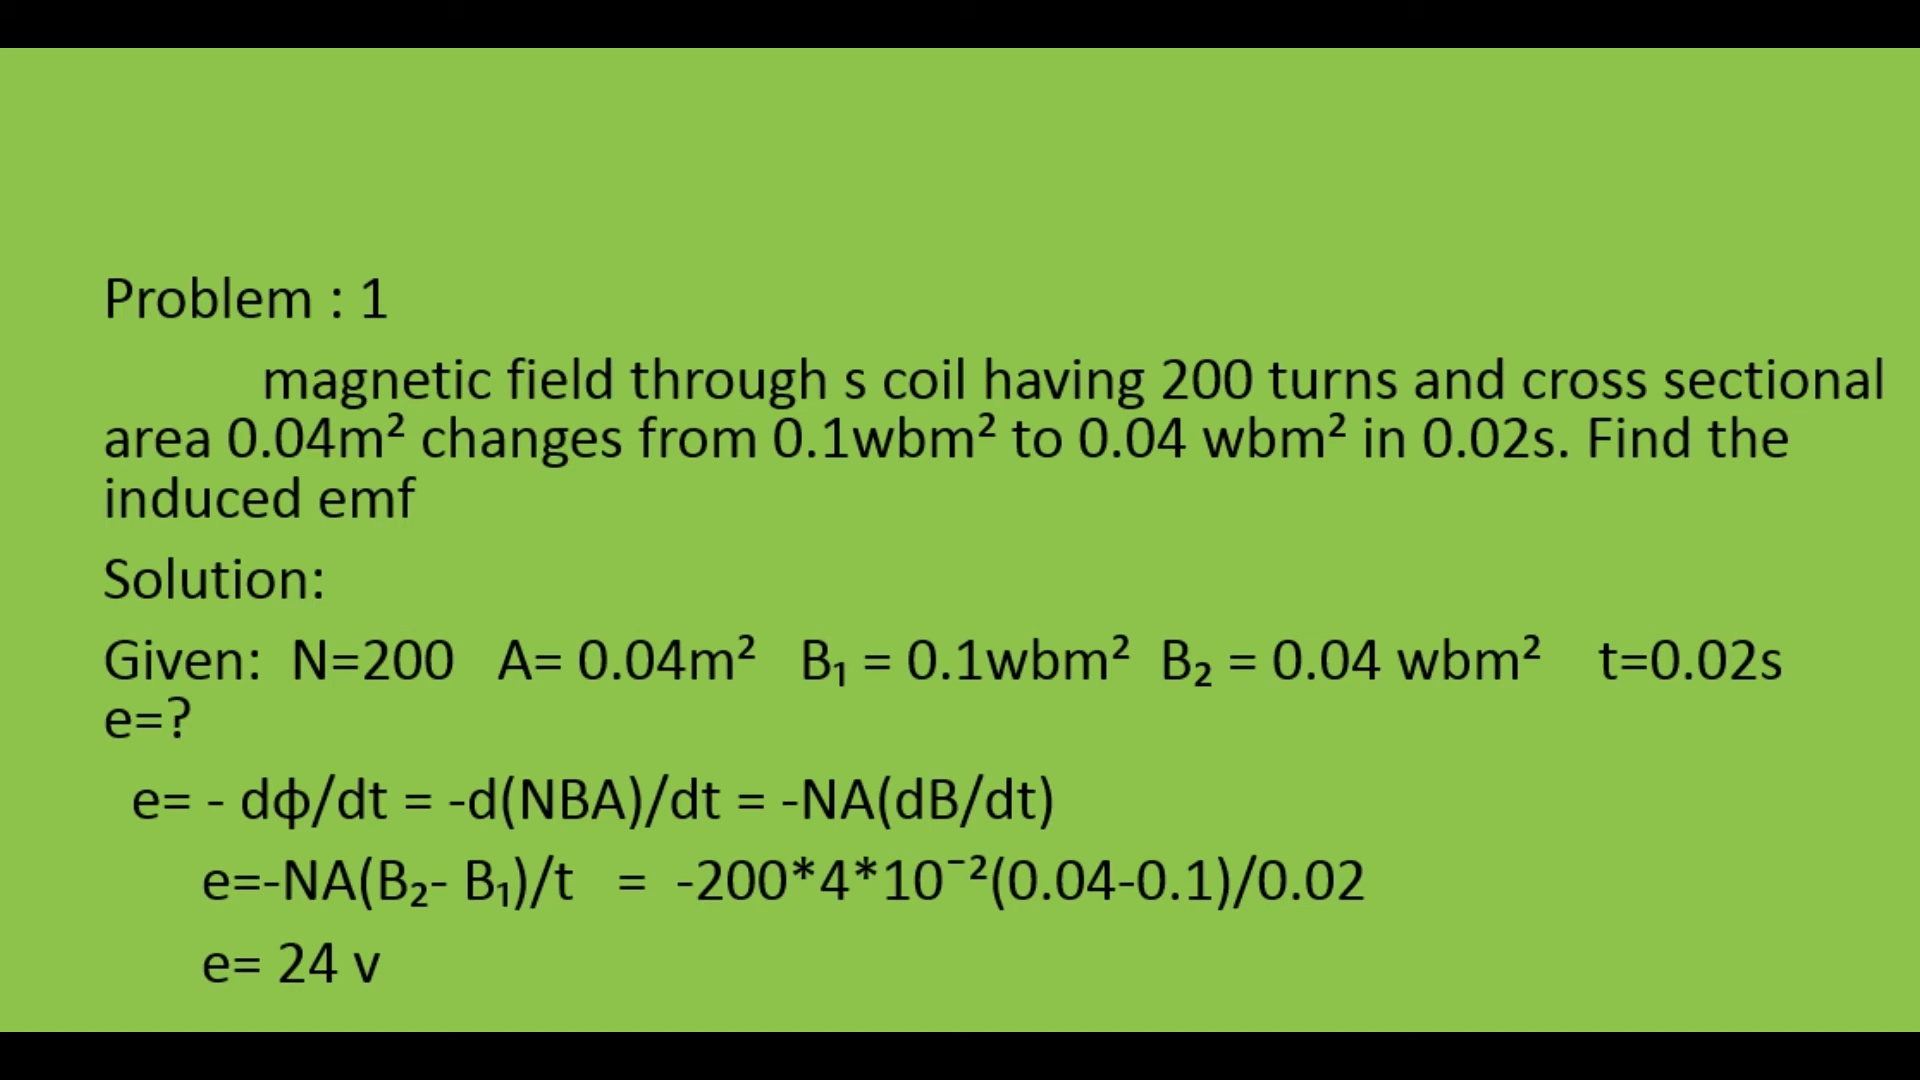 Problem : 1
magnetic field through s coil having 200 turns and cross sectional
area 0.04m² changes from 0.1wbm² to 0.04 wbm² in 0.02s. Find the
induced emf
Solution:
Given: N=200 A= 0.04m² B₁ = 0.1wbm² B₂ = 0.04 wbm² t=0.02s
e=?
e= - dϕ/dt = -d(NBA)/dt = -NA(dB/dt)
e=-NA(B₂- B₁)/t = -200*4*10⁻²(0.04-0.1)/0.02
e= 24 v